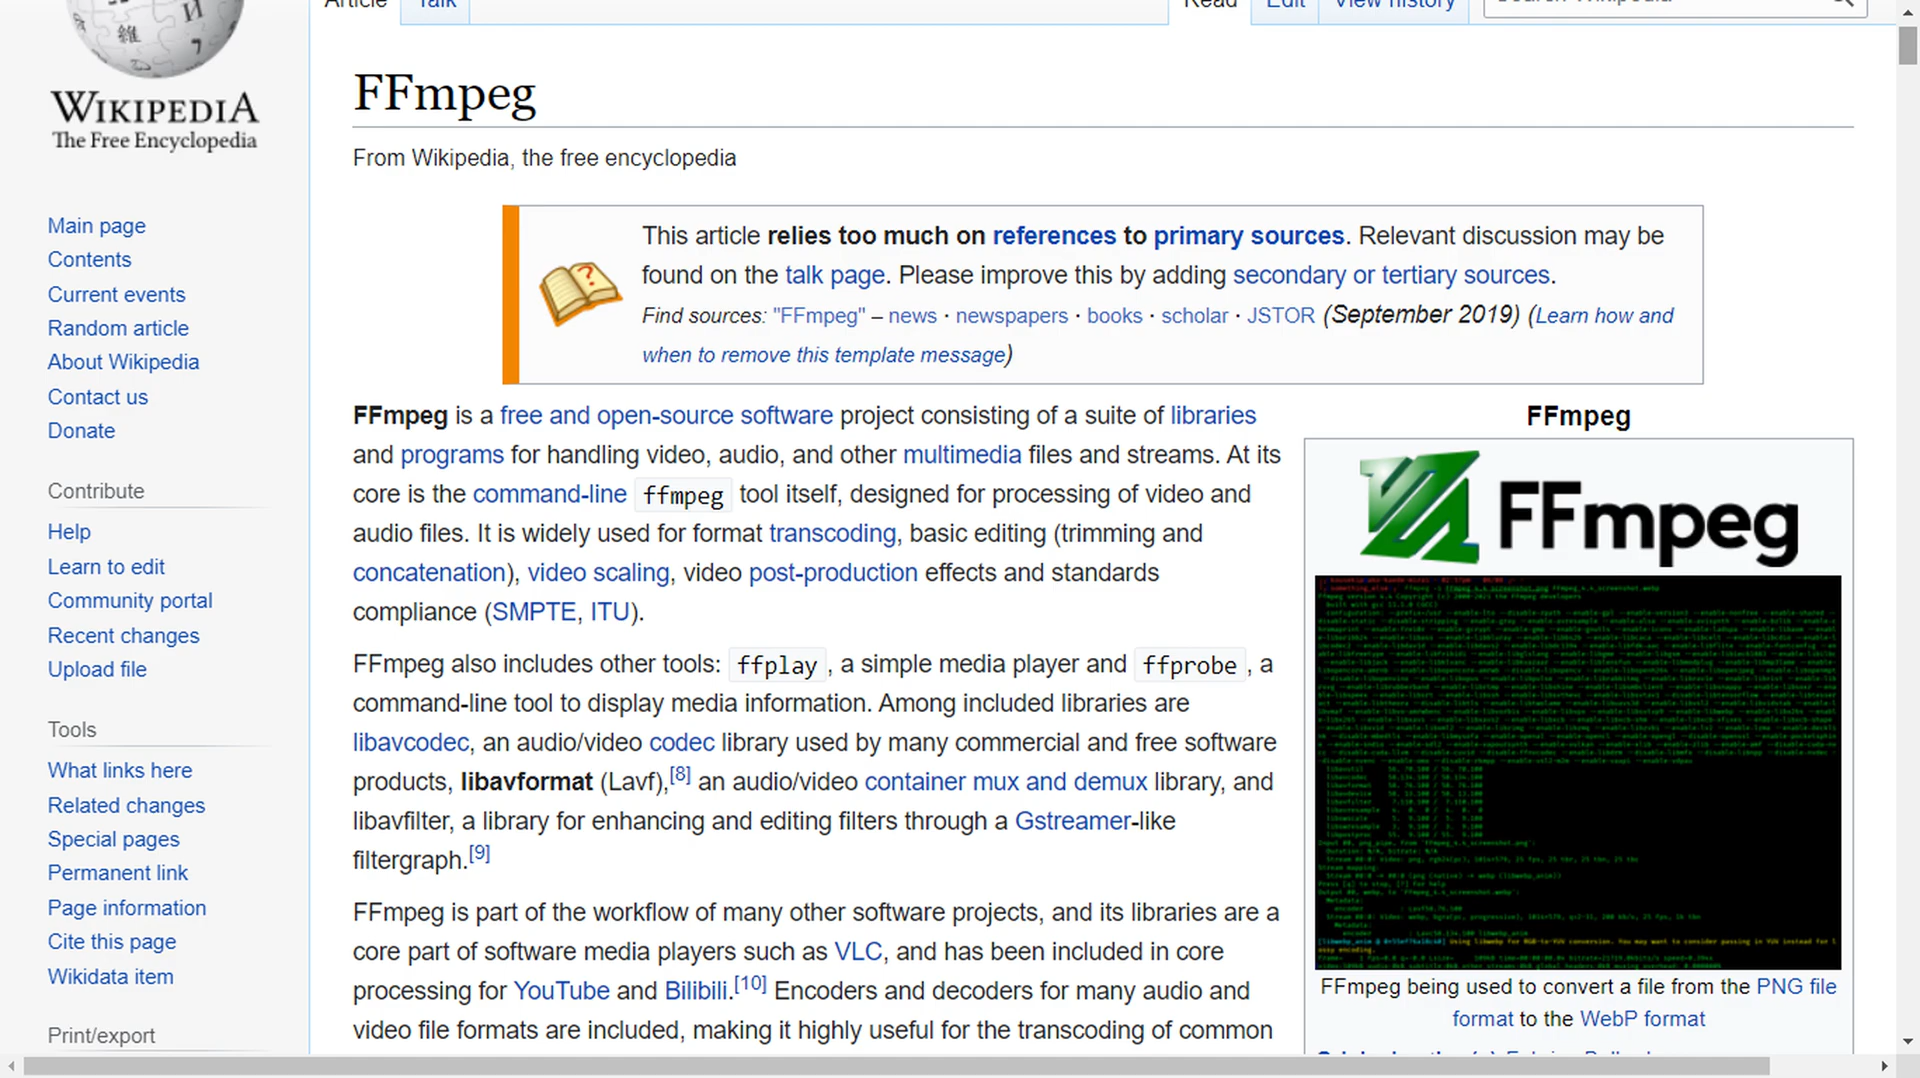 Article Talk Read Edit View history Search Wikipedia
WIKIPEDIA
The Free Encyclopedia
Main page
Contents
Current events
Random article
About Wikipedia
Contact us
Donate
Contribute
Help
Learn to edit
Community portal
Recent changes
Upload file
Tools
What links here
Related changes
Special pages
Permanent link
Page information
Cite this page
Wikidata item
Print/export
FFmpeg
From Wikipedia, the free encyclopedia
This article relies too much on references to primary sources. Relevant discussion may be
found on the talk page. Please improve this by adding secondary or tertiary sources.
Find sources: "FFmpeg" – news · newspapers · books · scholar · JSTOR (September 2019) (Learn how and
when to remove this template message)
FFmpeg is a free and open-source software project consisting of a suite of libraries
and programs for handling video, audio, and other multimedia files and streams. At its
core is the command-line ffmpeg tool itself, designed for processing of video and
audio files. It is widely used for format transcoding, basic editing (trimming and
concatenation), video scaling, video post-production effects and standards
compliance (SMPTE, ITU).
FFmpeg also includes other tools: ffplay, a simple media player and ffprobe, a
command-line tool to display media information. Among included libraries are
libavcodec, an audio/video codec library used by many commercial and free software
products, libavformat (Lavf),[8] an audio/video container mux and demux library, and
libavfilter, a library for enhancing and editing filters through a Gstreamer-like
filtergraph.[9]
FFmpeg is part of the workflow of many other software projects, and its libraries are a
core part of software media players such as VLC, and has been included in core
processing for YouTube and Bilibili.[10] Encoders and decoders for many audio and
video file formats are included, making it highly useful for the transcoding of common
FFmpeg
FFmpeg
FFmpeg being used to convert a file from the PNG file
format to the WebP format